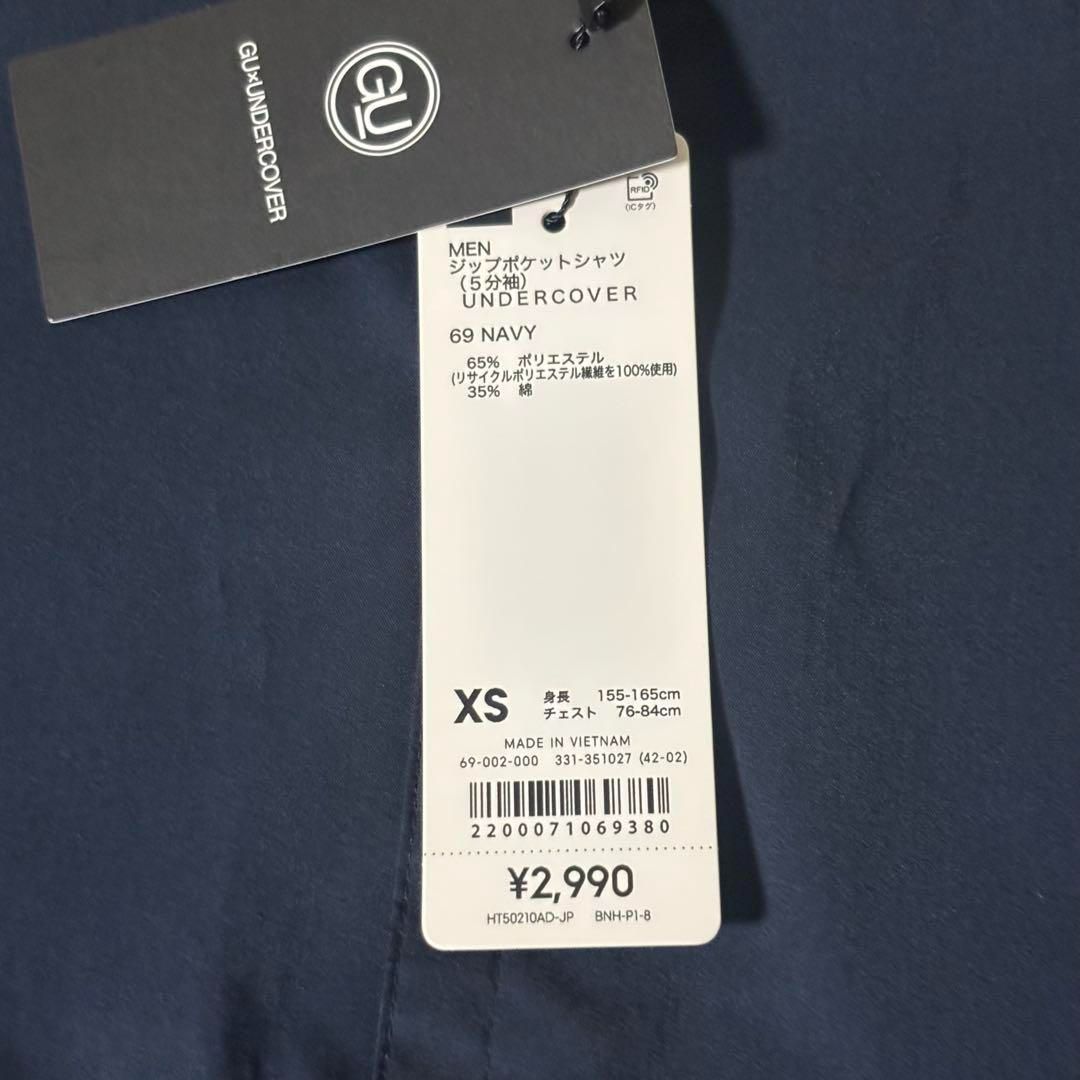 GU
GU×UNDERCOVER
RFID
(ICタグ)
MEN
ジップポケットシャツ
（5分袖）
UNDERCOVER
69 NAVY
65% ポリエステル
(リサイクルポリエステル繊維を100%使用)
35% 綿
XS 身長 155-165cm
チェスト 76-84cm
MADE IN VIETNAM
69-002-000 331-351027 (42-02)
2200071069380
¥2,990
HT50210AD-JP BNH-P1-8